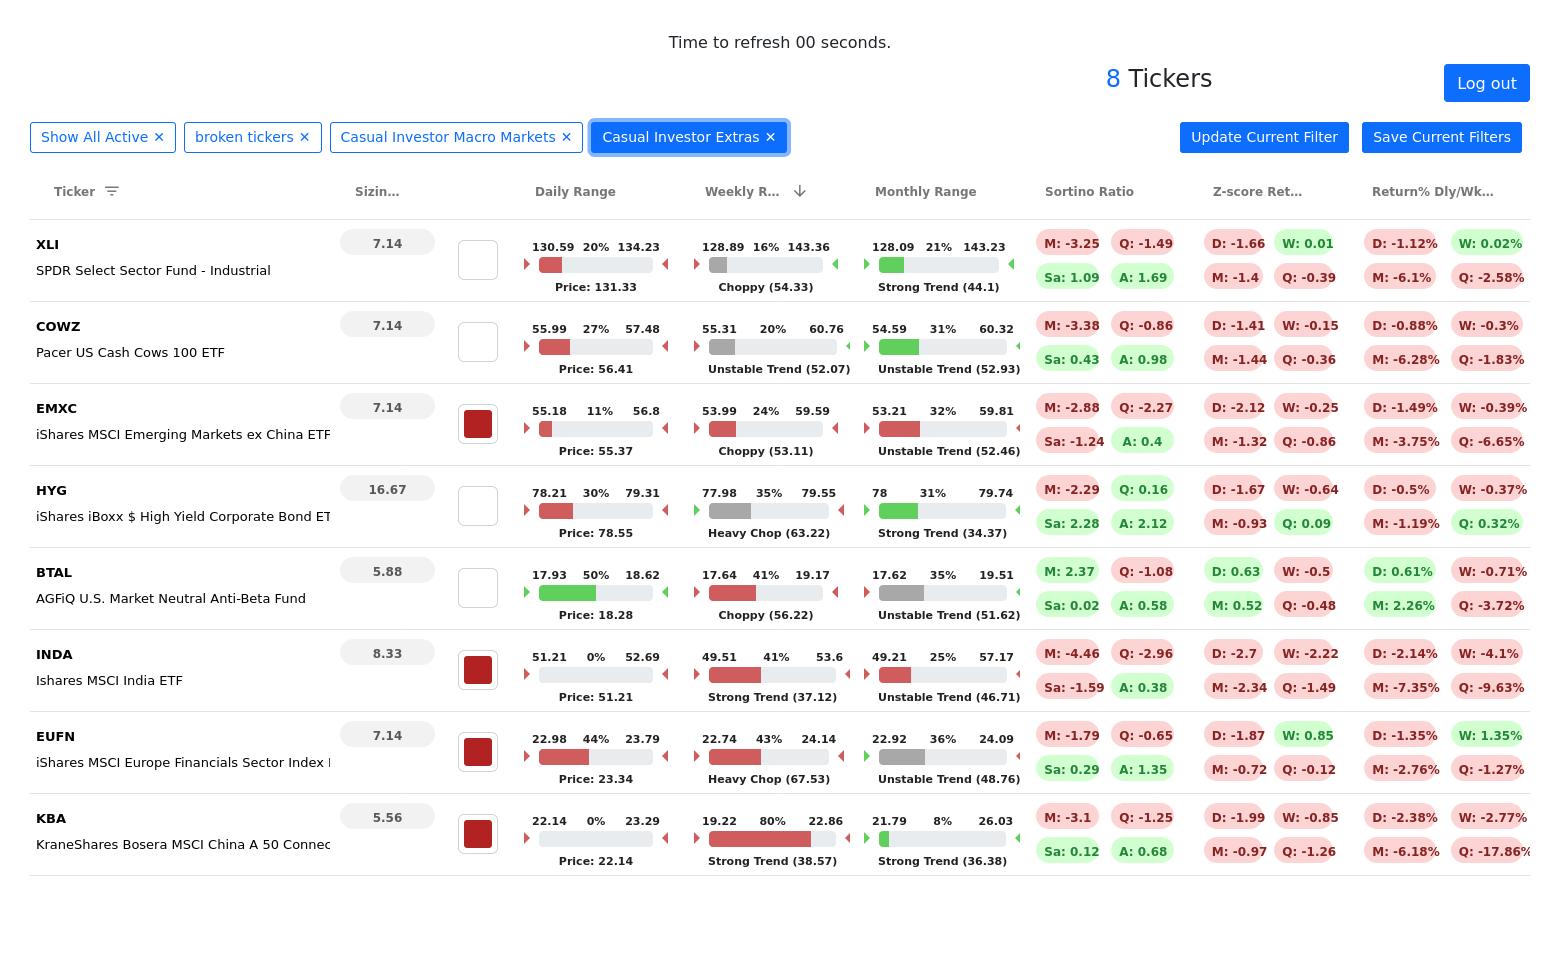 Time to refresh 00 seconds.
8 Tickers
Log out
Show All Active ✕ broken tickers ✕ Casual Investor Macro Markets ✕ Casual Investor Extras ✕ Update Current Filter Save Current Filters
Ticker Sizin... Daily Range Weekly R... Monthly Range Sortino Ratio Z-score Ret... Return% Dly/Wk...
XLI 7.14 130.59 20% 134.23 128.89 16% 143.36 128.09 21% 143.23 M: -3.25 Q: -1.49 D: -1.66 W: 0.01 D: -1.12% W: 0.02%
SPDR Select Sector Fund - Industrial Sa: 1.09 A: 1.69 M: -1.4 Q: -0.39 M: -6.1% Q: -2.58%
Price: 131.33 Choppy (54.33) Strong Trend (44.1)
COWZ 7.14 55.99 27% 57.48 55.31 20% 60.76 54.59 31% 60.32 M: -3.38 Q: -0.86 D: -1.41 W: -0.15 D: -0.88% W: -0.3%
Pacer US Cash Cows 100 ETF Sa: 0.43 A: 0.98 M: -1.44 Q: -0.36 M: -6.28% Q: -1.83%
Price: 56.41 Unstable Trend (52.07) Unstable Trend (52.93)
EMXC 7.14 55.18 11% 56.8 53.99 24% 59.59 53.21 32% 59.81 M: -2.88 Q: -2.27 D: -2.12 W: -0.25 D: -1.49% W: -0.39%
iShares MSCI Emerging Markets ex China ETF Sa: -1.24 A: 0.4 M: -1.32 Q: -0.86 M: -3.75% Q: -6.65%
Price: 55.37 Choppy (53.11) Unstable Trend (52.46)
HYG 16.67 78.21 30% 79.31 77.98 35% 79.55 78 31% 79.74 M: -2.29 Q: 0.16 D: -1.67 W: -0.64 D: -0.5% W: -0.37%
iShares iBoxx $ High Yield Corporate Bond ET Sa: 2.28 A: 2.12 M: -0.93 Q: 0.09 M: -1.19% Q: 0.32%
Price: 78.55 Heavy Chop (63.22) Strong Trend (34.37)
BTAL 5.88 17.93 50% 18.62 17.64 41% 19.17 17.62 35% 19.51 M: 2.37 Q: -1.08 D: 0.63 W: -0.5 D: 0.61% W: -0.71%
AGFiQ U.S. Market Neutral Anti-Beta Fund Sa: 0.02 A: 0.58 M: 0.52 Q: -0.48 M: 2.26% Q: -3.72%
Price: 18.28 Choppy (56.22) Unstable Trend (51.62)
INDA 8.33 51.21 0% 52.69 49.51 41% 53.6 49.21 25% 57.17 M: -4.46 Q: -2.96 D: -2.7 W: -2.22 D: -2.14% W: -4.1%
Ishares MSCI India ETF Sa: -1.59 A: 0.38 M: -2.34 Q: -1.49 M: -7.35% Q: -9.63%
Price: 51.21 Strong Trend (37.12) Unstable Trend (46.71)
EUFN 7.14 22.98 44% 23.79 22.74 43% 24.14 22.92 36% 24.09 M: -1.79 Q: -0.65 D: -1.87 W: 0.85 D: -1.35% W: 1.35%
iShares MSCI Europe Financials Sector Index Sa: 0.29 A: 1.35 M: -0.72 Q: -0.12 M: -2.76% Q: -1.27%
Price: 23.34 Heavy Chop (67.53) Unstable Trend (48.76)
KBA 5.56 22.14 0% 23.29 19.22 80% 22.86 21.79 8% 26.03 M: -3.1 Q: -1.25 D: -1.99 W: -0.85 D: -2.38% W: -2.77%
KraneShares Bosera MSCI China A 50 Connec Sa: 0.12 A: 0.68 M: -0.97 Q: -1.26 M: -6.18% Q: -17.86%
Price: 22.14 Strong Trend (38.57) Strong Trend (36.38)